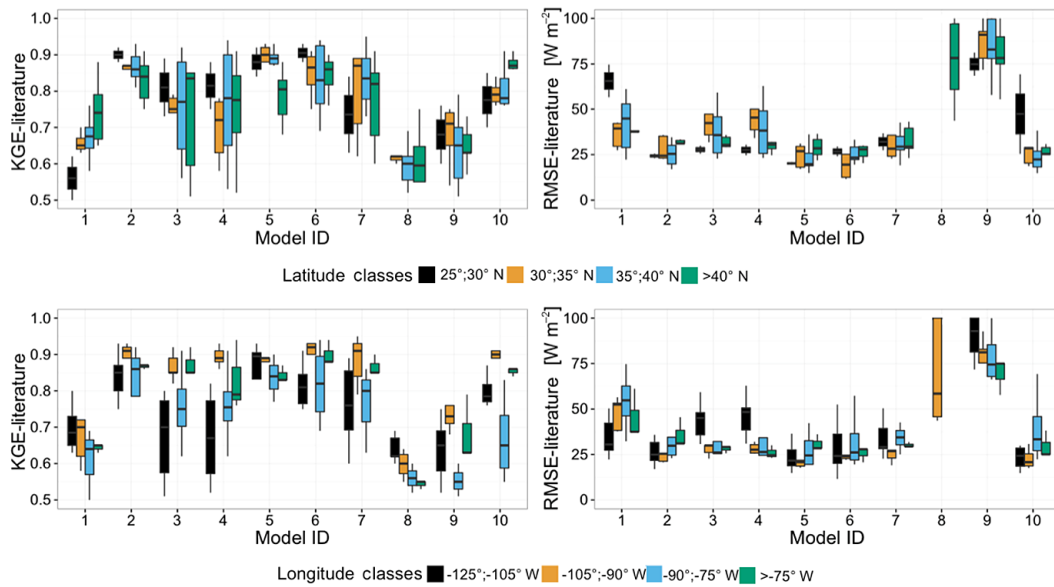 KGE-literature
1.0
0.9
0.8
0.7
0.6
0.5
1 2 3 4 5 6 7 8 9 10
Model ID
RMSE-literature [W m⁻²]
100
75
50
25
0
1 2 3 4 5 6 7 8 9 10
Model ID
Latitude classes 25°;30° N 30°;35° N 35°;40° N >40° N
KGE-literature
1.0
0.9
0.8
0.7
0.6
0.5
1 2 3 4 5 6 7 8 9 10
Model ID
RMSE-literature [W m⁻²]
100
75
50
25
0
1 2 3 4 5 6 7 8 9 10
Model ID
Longitude classes -125°;-105° W -105°;-90° W -90°;-75° W >-75° W